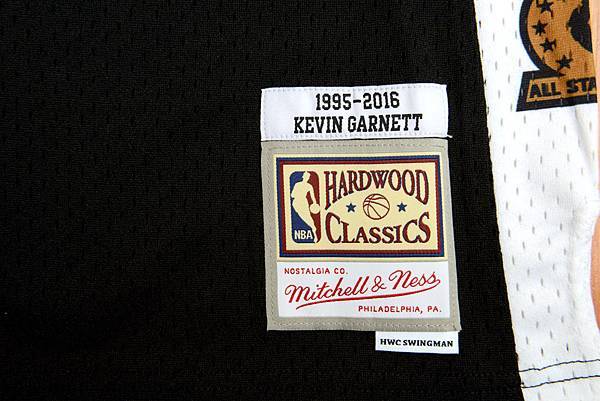 1995-2016
KEVIN GARNETT
HARDWOOD
CLASSICS
NBA
NOSTALGIA CO.
Mitchell & Ness
PHILADELPHIA, PA.
HWC SWINGMAN
ALL STA